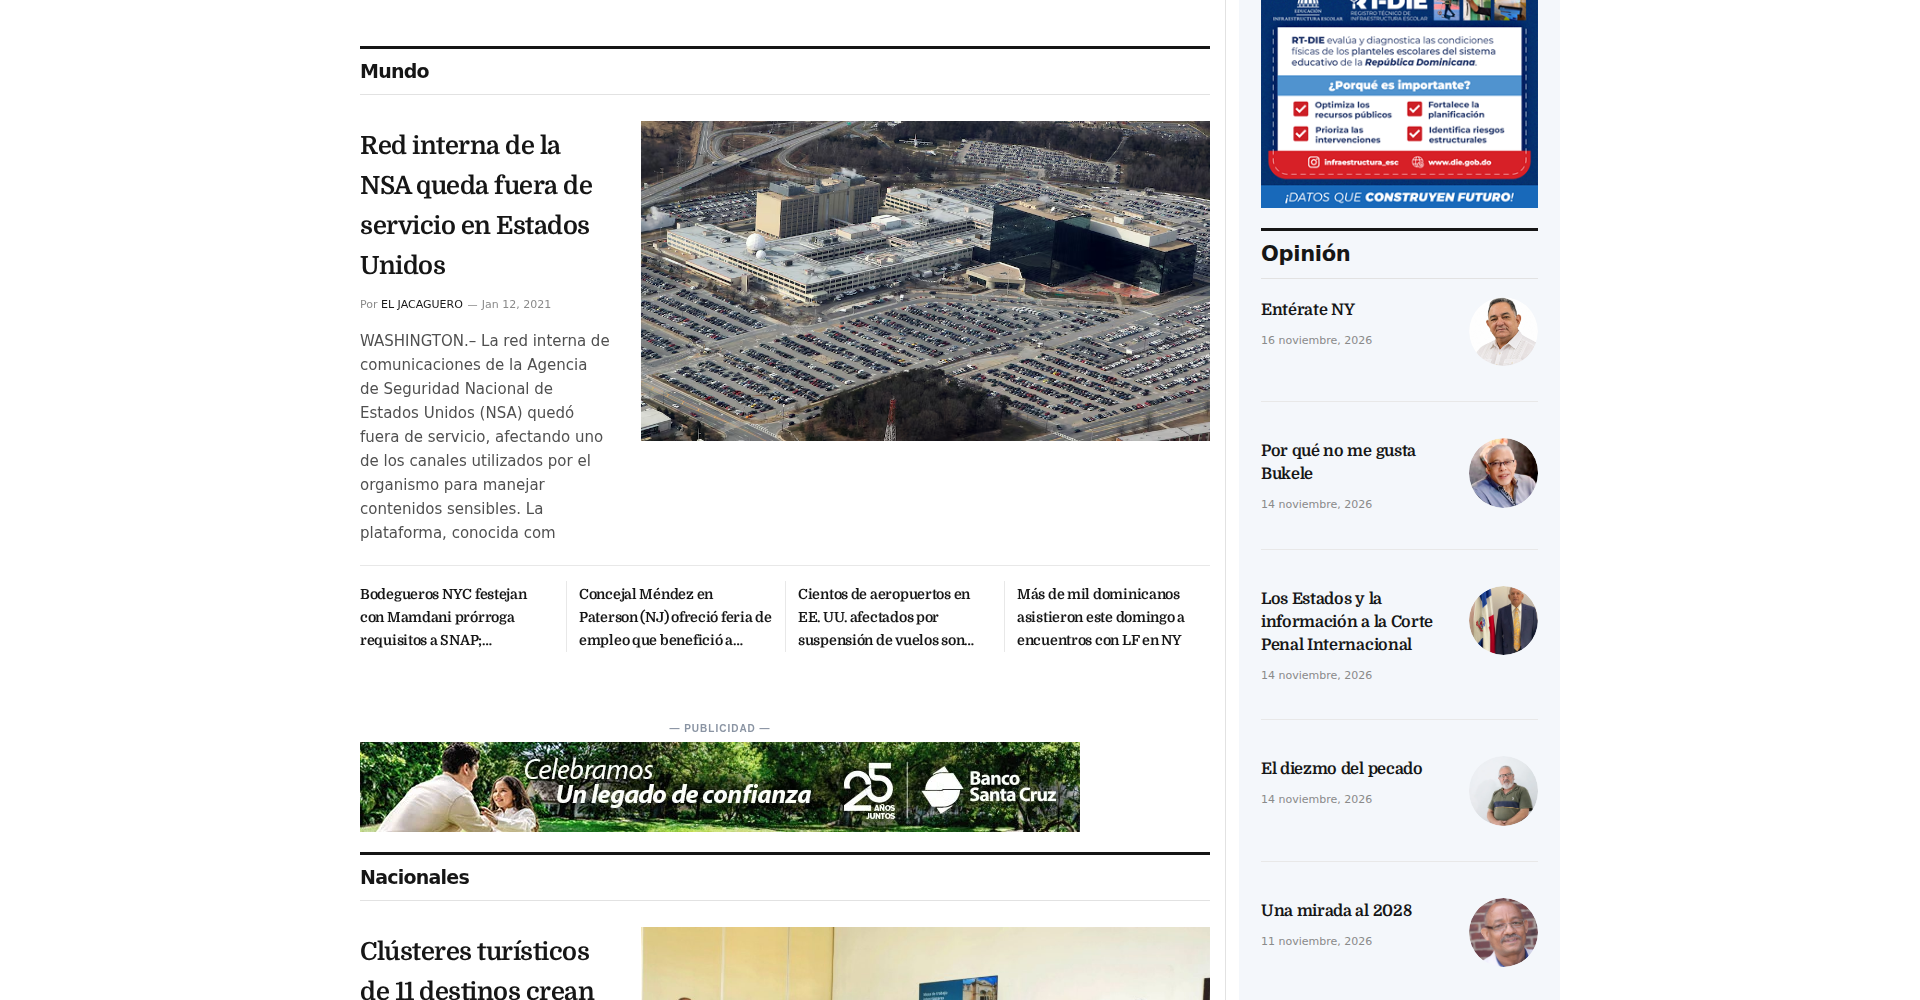 Mundo
Red interna de la
NSA queda fuera de
servicio en Estados
Unidos
Por EL JACAGUERO — Jan 12, 2021
WASHINGTON.– La red interna de
comunicaciones de la Agencia
de Seguridad Nacional de
Estados Unidos (NSA) quedó
fuera de servicio, afectando uno
de los canales utilizados por el
organismo para manejar
contenidos sensibles. La
plataforma, conocida com
Bodegueros NYC festejan
con Mamdani prórroga
requisitos a SNAP;...
Concejal Méndez en
Paterson (NJ) ofreció feria de
empleo que benefició a...
Cientos de aeropuertos en
EE. UU. afectados por
suspensión de vuelos son...
Más de mil dominicanos
asistieron este domingo a
encuentros con LF en NY
— PUBLICIDAD —
Celebramos
Un legado de confianza
25
AÑOS
JUNTOS
Banco
Santa Cruz
Nacionales
Clústeres turísticos
de 11 destinos crean
EDUCACIÓN
INFRAESTRUCTURA ESCOLAR
RT-DIE
REGISTRO TÉCNICO DE
INFRAESTRUCTURA ESCOLAR
RT-DIE evalúa y diagnostica las condiciones
físicas de los planteles escolares del sistema
educativo de la República Dominicana.
¿Porqué es importante?
Optimiza los
recursos públicos
Fortalece la
planificación
Prioriza las
intervenciones
Identifica riesgos
estructurales
infraestructura_esc
www.die.gob.do
¡DATOS QUE CONSTRUYEN FUTURO!
Opinión
Entérate NY
16 noviembre, 2026
Por qué no me gusta
Bukele
14 noviembre, 2026
Los Estados y la
información a la Corte
Penal Internacional
14 noviembre, 2026
El diezmo del pecado
14 noviembre, 2026
Una mirada al 2028
11 noviembre, 2026